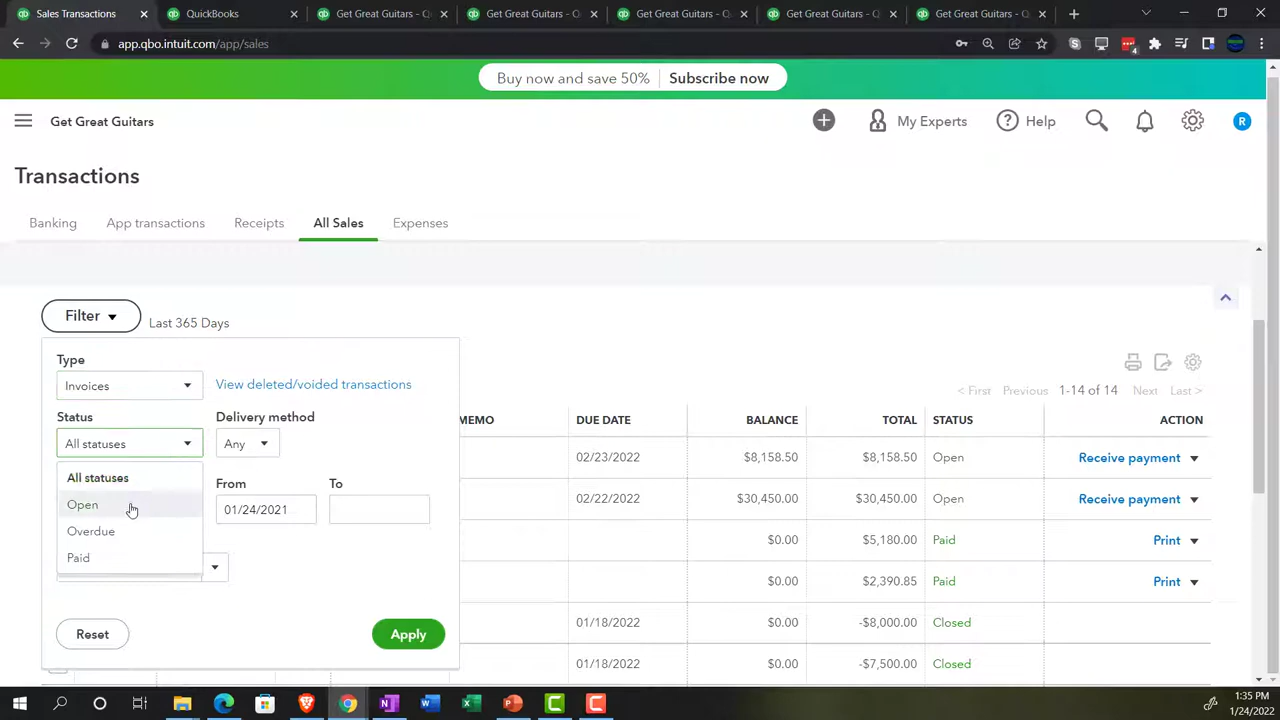 Sales Transactions
QuickBooks
Get Great Guitars - Q
Get Great Guitars - Q
Get Great Guitars - Q
Get Great Guitars - Q
Get Great Guitars - Q
app.qbo.intuit.com/app/sales
4
Buy now and save 50%
Subscribe now
Get Great Guitars
My Experts
Help
R
Transactions
Banking
App transactions
Receipts
All Sales
Expenses
Filter
Last 365 Days
Type
Invoices
View deleted/voided transactions
Status
Delivery method
All statuses
Any
All statuses
Open
Overdue
Paid
From
To
01/24/2021
Reset
Apply
< First
Previous
1-14 of 14
Next
Last >
MEMO
DUE DATE
BALANCE
TOTAL
STATUS
ACTION
02/23/2022 $8,158.50 $8,158.50 Open Receive payment
02/22/2022 $30,450.00 $30,450.00 Open Receive payment
$0.00 $5,180.00 Paid Print
$0.00 $2,390.85 Paid Print
01/18/2022 $0.00 -$8,000.00 Closed
01/18/2022 $0.00 -$7,500.00 Closed
1:35 PM
1/24/2022